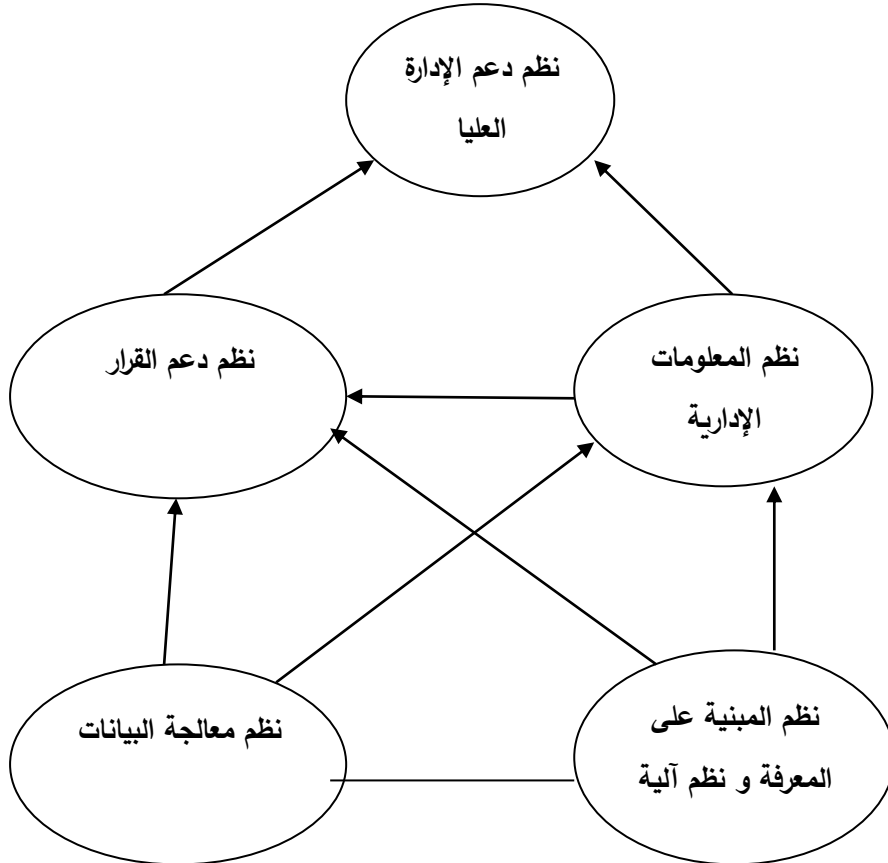 نظم دعم الإدارة
العليا
نظم المعلومات
الإدارية
نظم دعم القرار
نظم المبنية على
المعرفة و نظم آلية
نظم معالجة البيانات